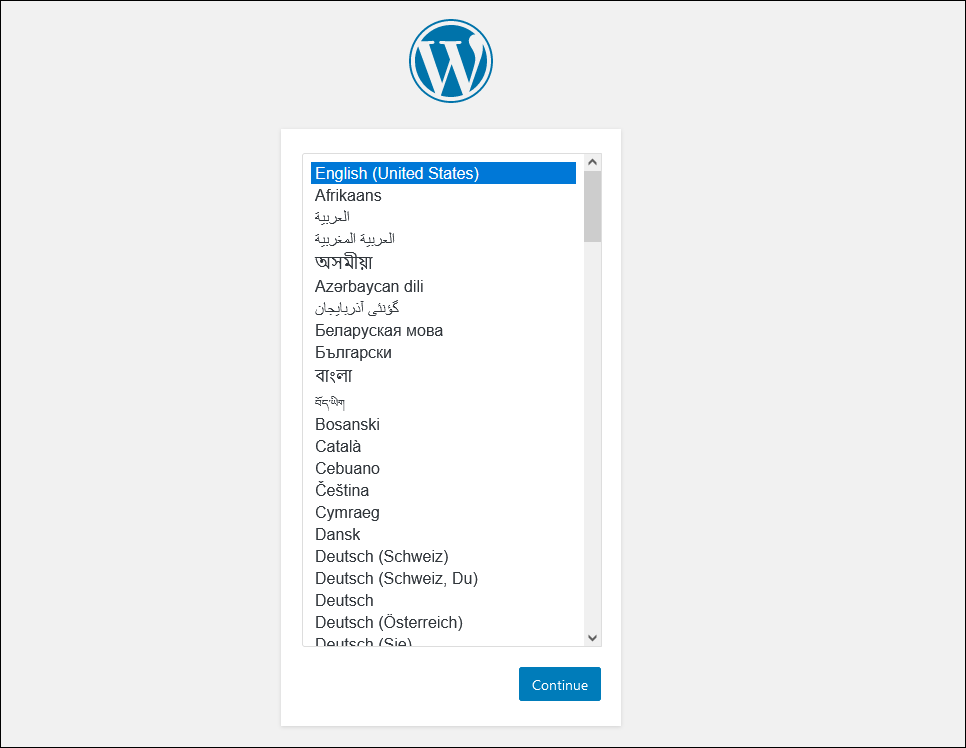 English (United States)
Afrikaans
العربية
العربية المغربية
অসমীয়া
Azərbaycan dili
گؤنئی آذربایجان
Беларуская мова
Български
বাংলা
བོད་ཡིག
Bosanski
Català
Cebuano
Čeština
Cymraeg
Dansk
Deutsch (Schweiz)
Deutsch (Schweiz, Du)
Deutsch
Deutsch (Österreich)
Deutsch (Sie)
Continue